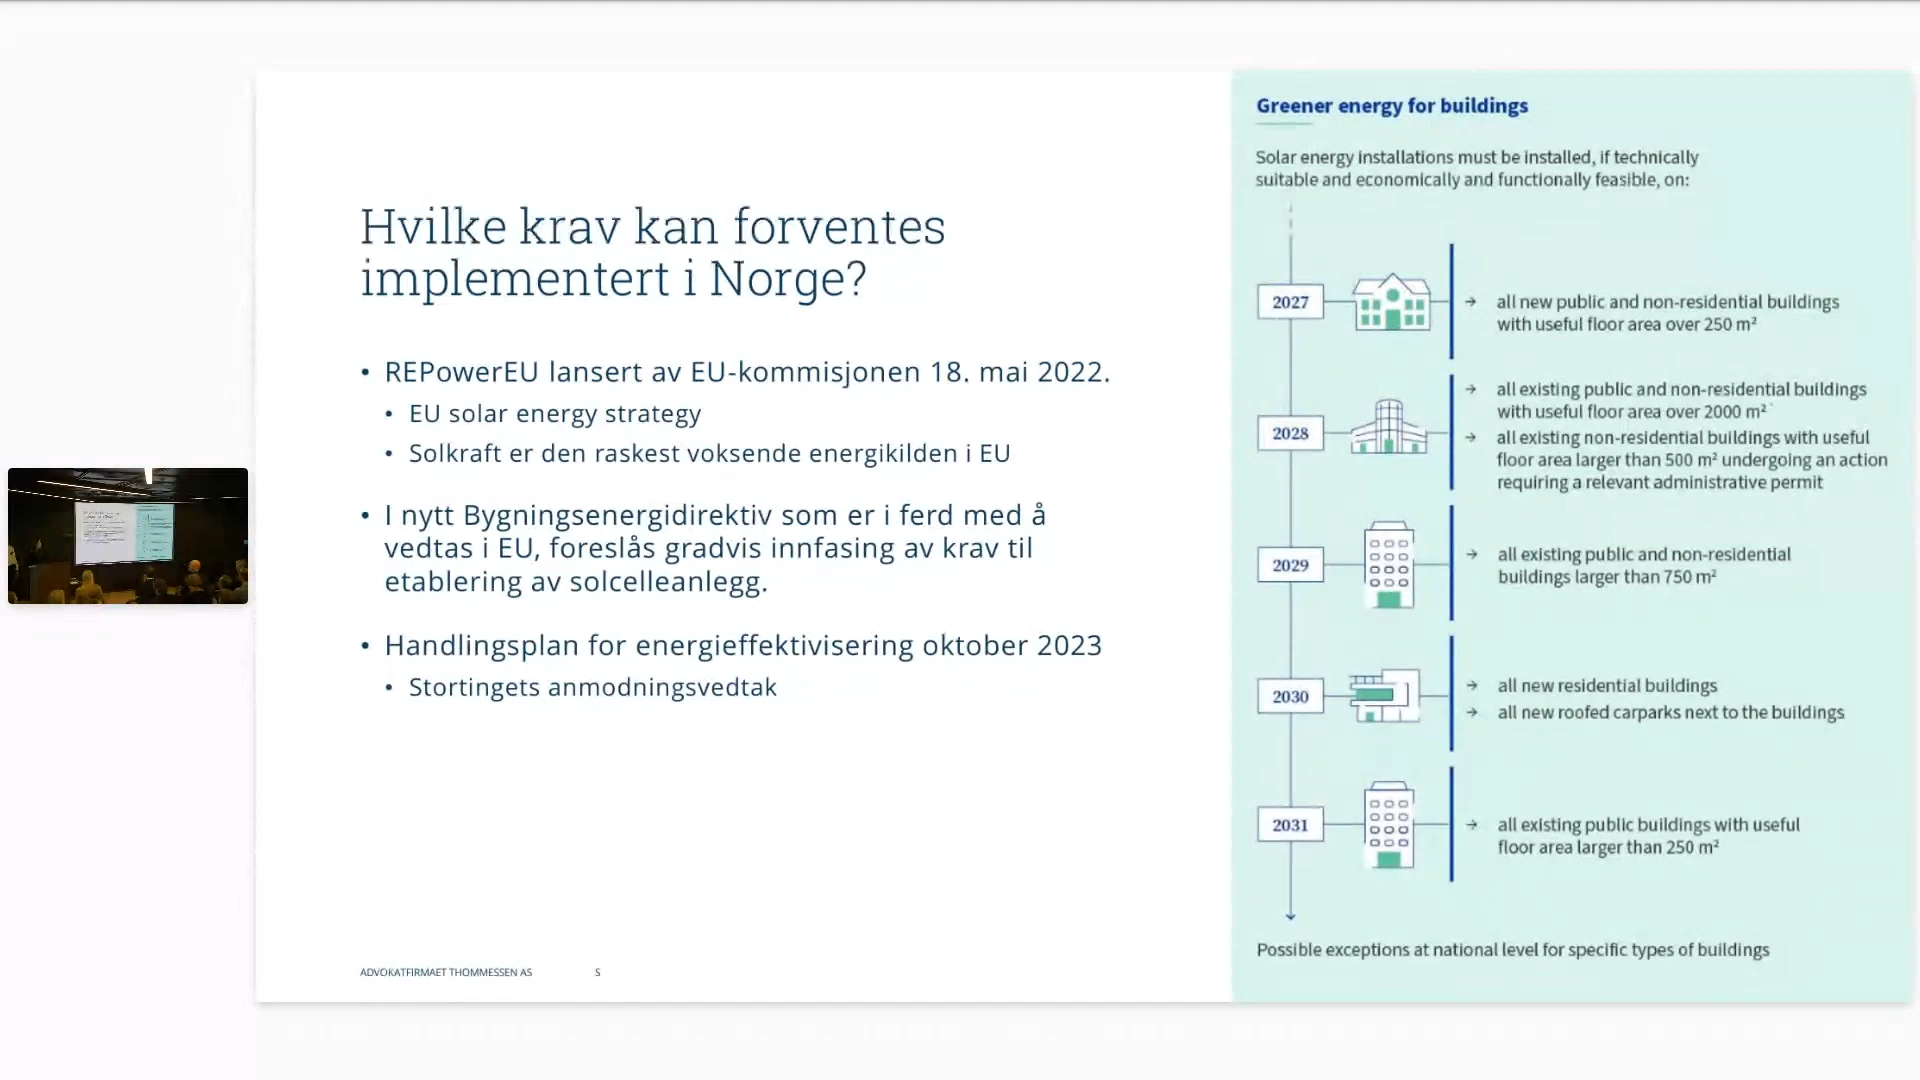 Hvilke krav kan forventes
implementert i Norge?
• REPowerEU lansert av EU-kommisjonen 18. mai 2022.
• EU solar energy strategy
• Solkraft er den raskest voksende energikilden i EU
• I nytt Bygningsenergidirektiv som er i ferd med å
vedtas i EU, foreslås gradvis innfasing av krav til
etablering av solcelleanlegg.
• Handlingsplan for energieffektivisering oktober 2023
• Stortingets anmodningsvedtak
ADVOKATFIRMAET THOMMESSEN AS
5
Greener energy for buildings
Solar energy installations must be installed, if technically
suitable and economically and functionally feasible, on:
2027
→ all new public and non-residential buildings
with useful floor area over 250 m²
2028
→ all existing public and non-residential buildings
with useful floor area over 2000 m²
→ all existing non-residential buildings with useful
floor area larger than 500 m² undergoing an action
requiring a relevant administrative permit
2029
→ all existing public and non-residential
buildings larger than 750 m²
2030
→ all new residential buildings
→ all new roofed carparks next to the buildings
2031
→ all existing public buildings with useful
floor area larger than 250 m²
Possible exceptions at national level for specific types of buildings